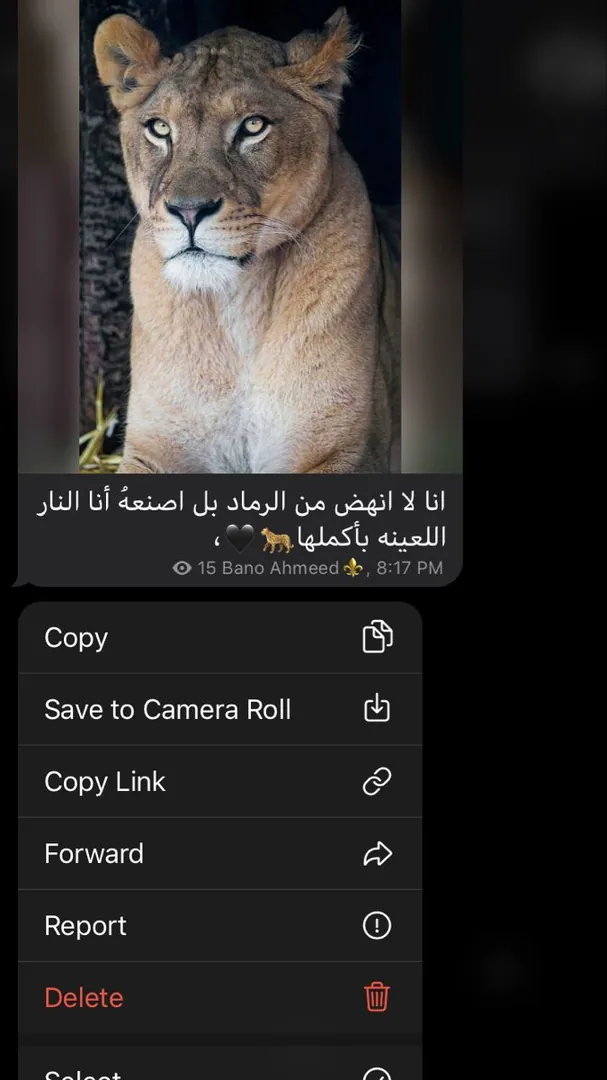 انا لا انهض من الرماد بل اصنعهُ أنا النار
اللعينه بأكملها🐆🖤،
15 Bano Ahmeed⚜️, 8:17 PM
Copy
Save to Camera Roll
Copy Link
Forward
Report
Delete
Select